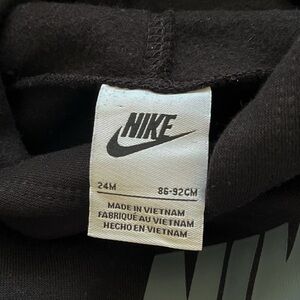 NIKE
24M 86-92CM
MADE IN VIETNAM
FABRIQUÉ AU VIETNAM
HECHO EN VIETNAM